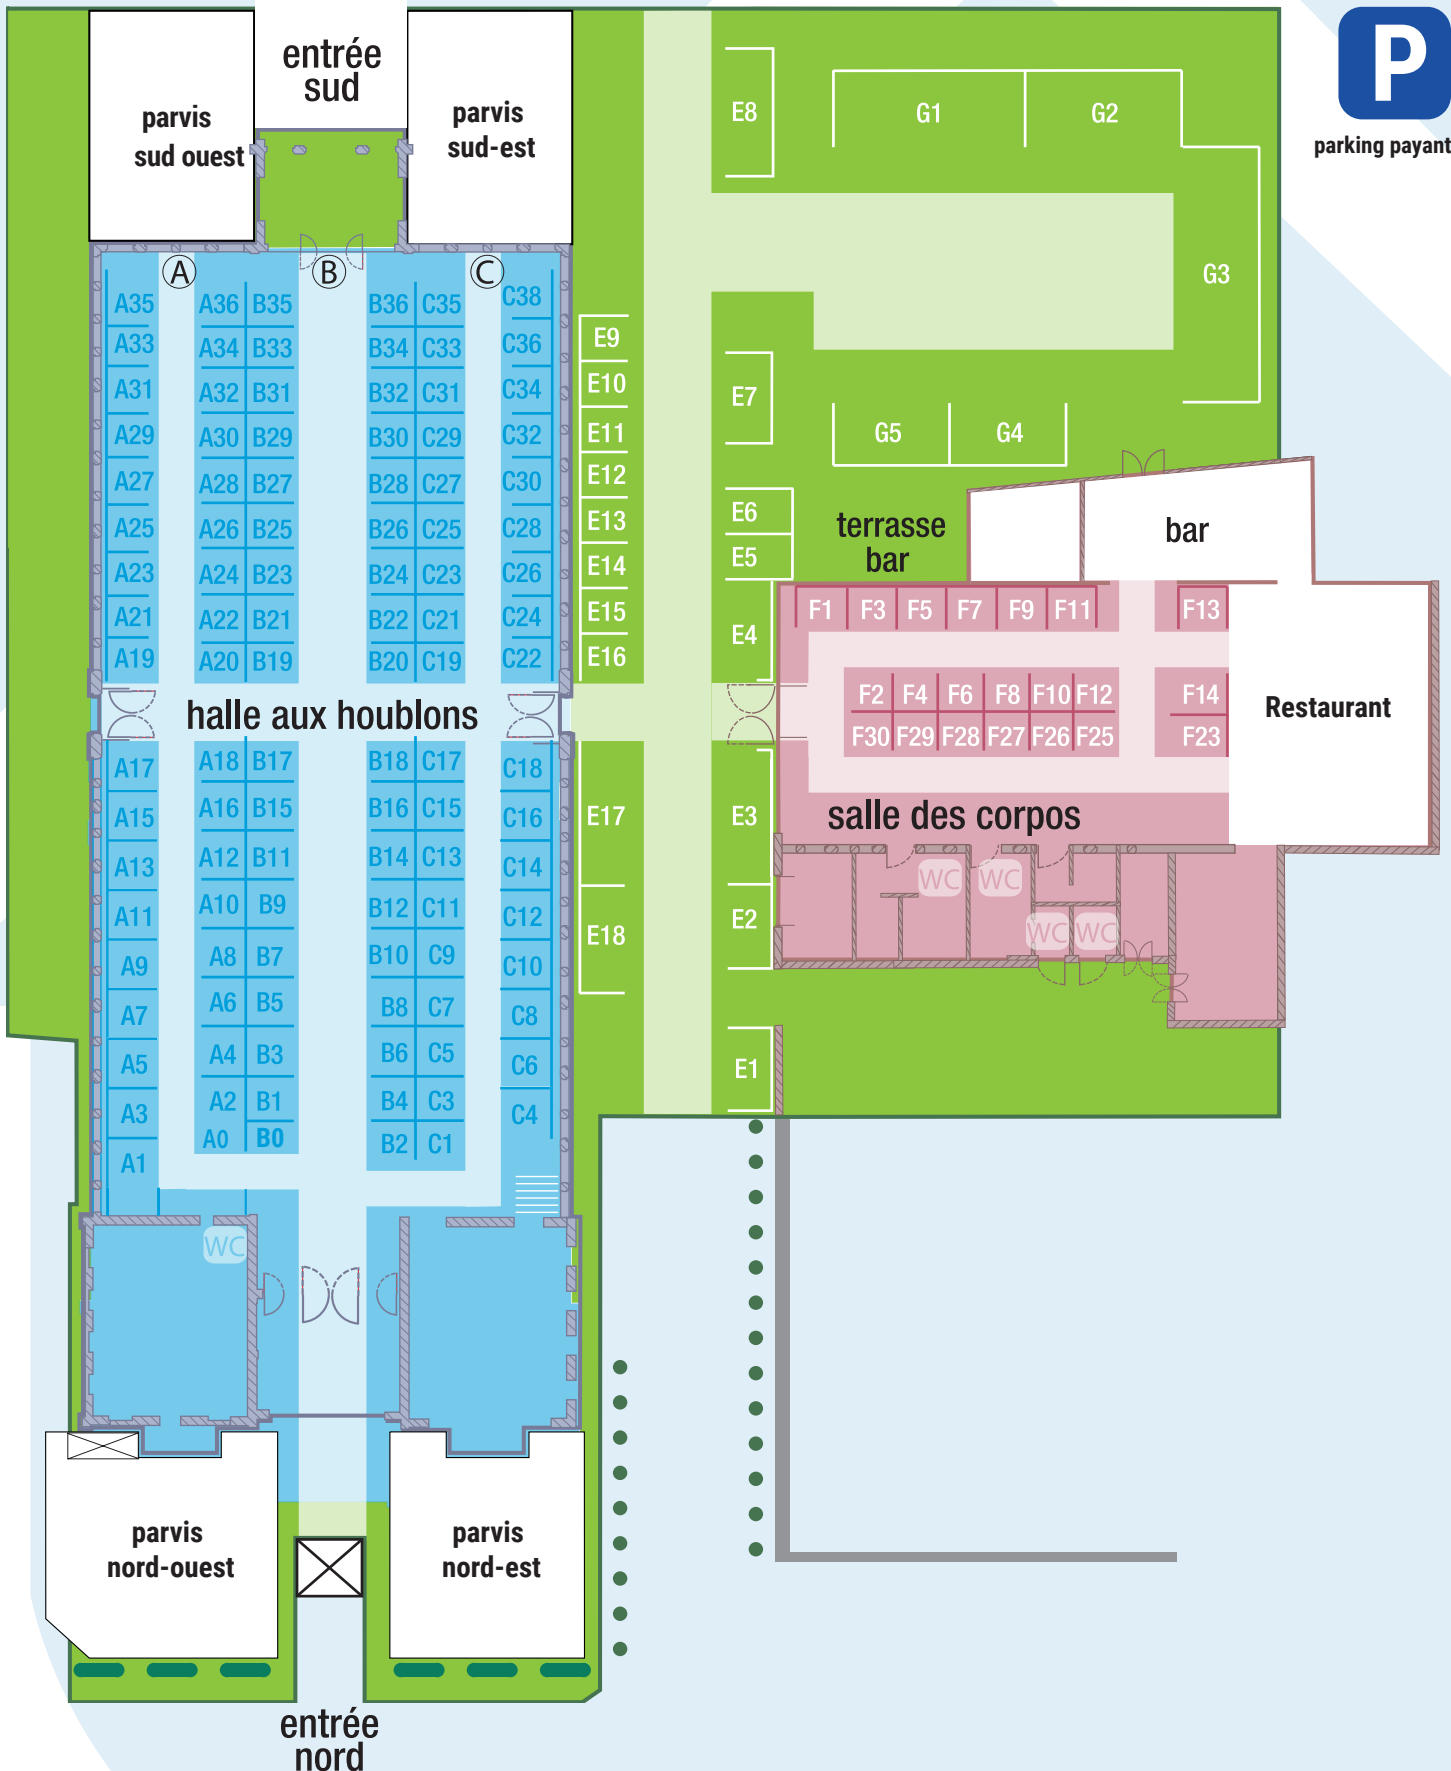 entrée
sud
parvis
sud ouest
parvis
sud-est
P
parking payant
E8
G1
G2
G3
A
B
C
A35
A36 B35
B36 C35
C38
A33
A34 B33
B34 C33
C36
A31
A32 B31
B32 C31
C34
A29
A30 B29
B30 C29
C32
A27
A28 B27
B28 C27
C30
A25
A26 B25
B26 C25
C28
A23
A24 B23
B24 C23
C26
A21
A22 B21
B22 C21
C24
A19
A20 B19
B20 C19
C22
E9
E10
E11
E12
E13
E14
E15
E16
E7
E6
E5
E4
G5
G4
terrasse
bar
bar
F1 F3 F5 F7 F9 F11 F13
F2 F4 F6 F8 F10 F12 F14
F30 F29 F28 F27 F26 F25 F23
Restaurant
salle des corpos
WC
WC
WC
WC
halle aux houblons
A17
A18 B17
B18 C17
C18
A15
A16 B15
B16 C15
C16
A13
A12 B11
B14 C13
C14
A11
A10 B9
B12 C11
C12
A9
A8 B7
B10 C9
C10
A7
A6 B5
B8 C7
C8
A5
A4 B3
B6 C5
C6
A3
A2 B1
B4 C3
C4
A1
A0 B0
B2 C1
E17
E18
E3
E2
E1
WC
parvis
nord-ouest
parvis
nord-est
entrée
nord